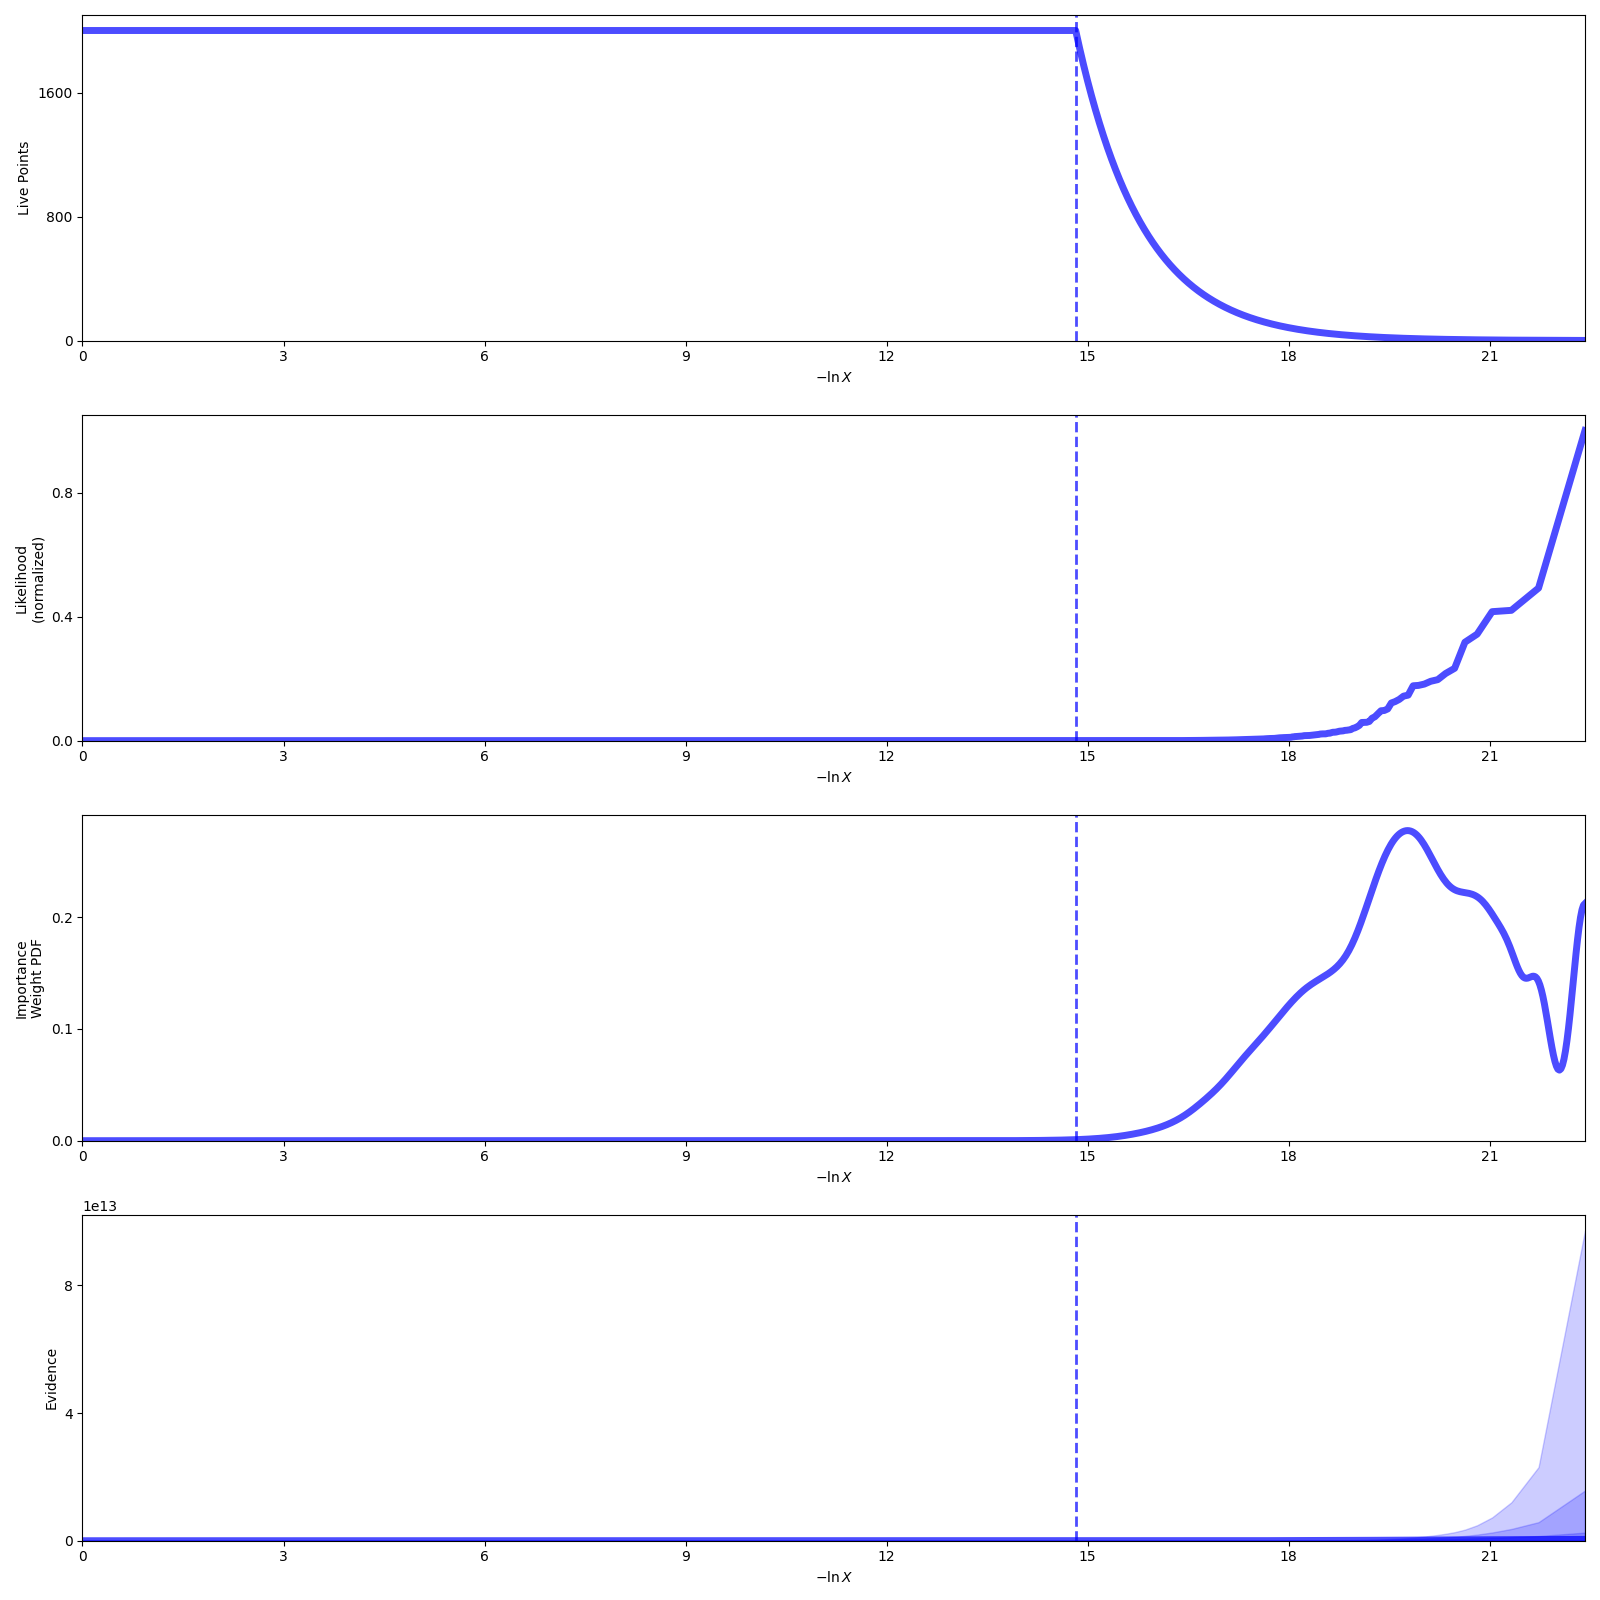 1600
800
0
Live Points
0 3 6 9 12 15 18 21
−ln X
0.8
0.4
0.0
Likelihood
(normalized)
0 3 6 9 12 15 18 21
−ln X
0.2
0.1
0.0
Importance
Weight PDF
0 3 6 9 12 15 18 21
−ln X
1e13
8
4
0
Evidence
0 3 6 9 12 15 18 21
−ln X